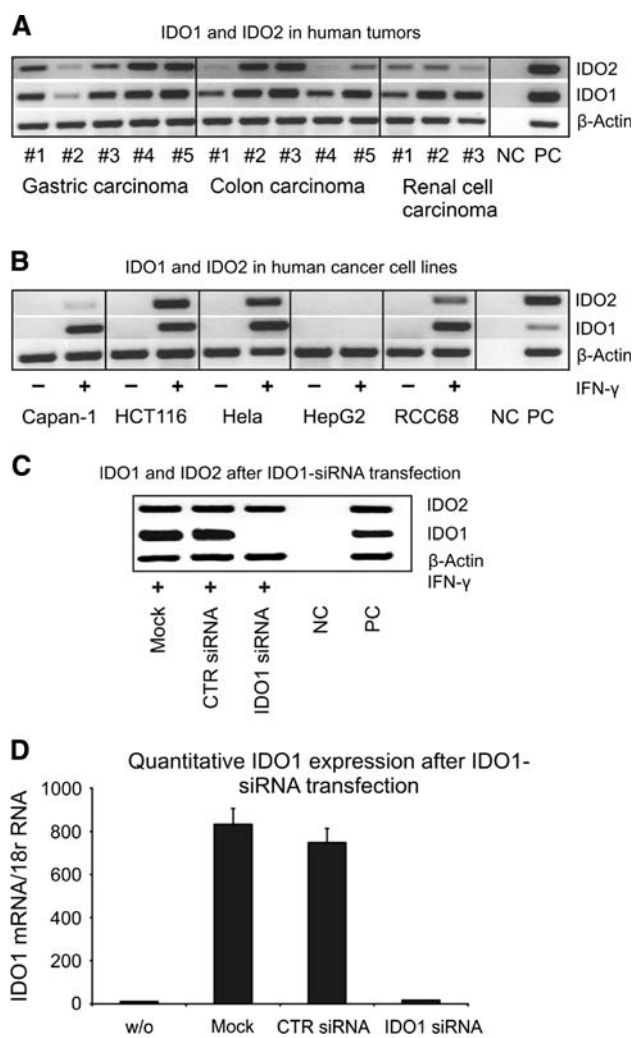 A
IDO1 and IDO2 in human tumors
IDO2
IDO1
β-Actin
#1 #2 #3 #4 #5 #1 #2 #3 #4 #5 #1 #2 #3 NC PC
Gastric carcinoma Colon carcinoma Renal cell
carcinoma
B
IDO1 and IDO2 in human cancer cell lines
IDO2
IDO1
β-Actin
− + − + − + − + − + IFN-γ
Capan-1 HCT116 Hela HepG2 RCC68 NC PC
C
IDO1 and IDO2 after IDO1-siRNA transfection
IDO2
IDO1
β-Actin
+ + + IFN-γ
Mock
CTR siRNA
IDO1 siRNA
NC
PC
D
Quantitative IDO1 expression after IDO1-
siRNA transfection
IDO1 mRNA/18r RNA
1000
800
600
400
200
0
w/o Mock CTR siRNA IDO1 siRNA